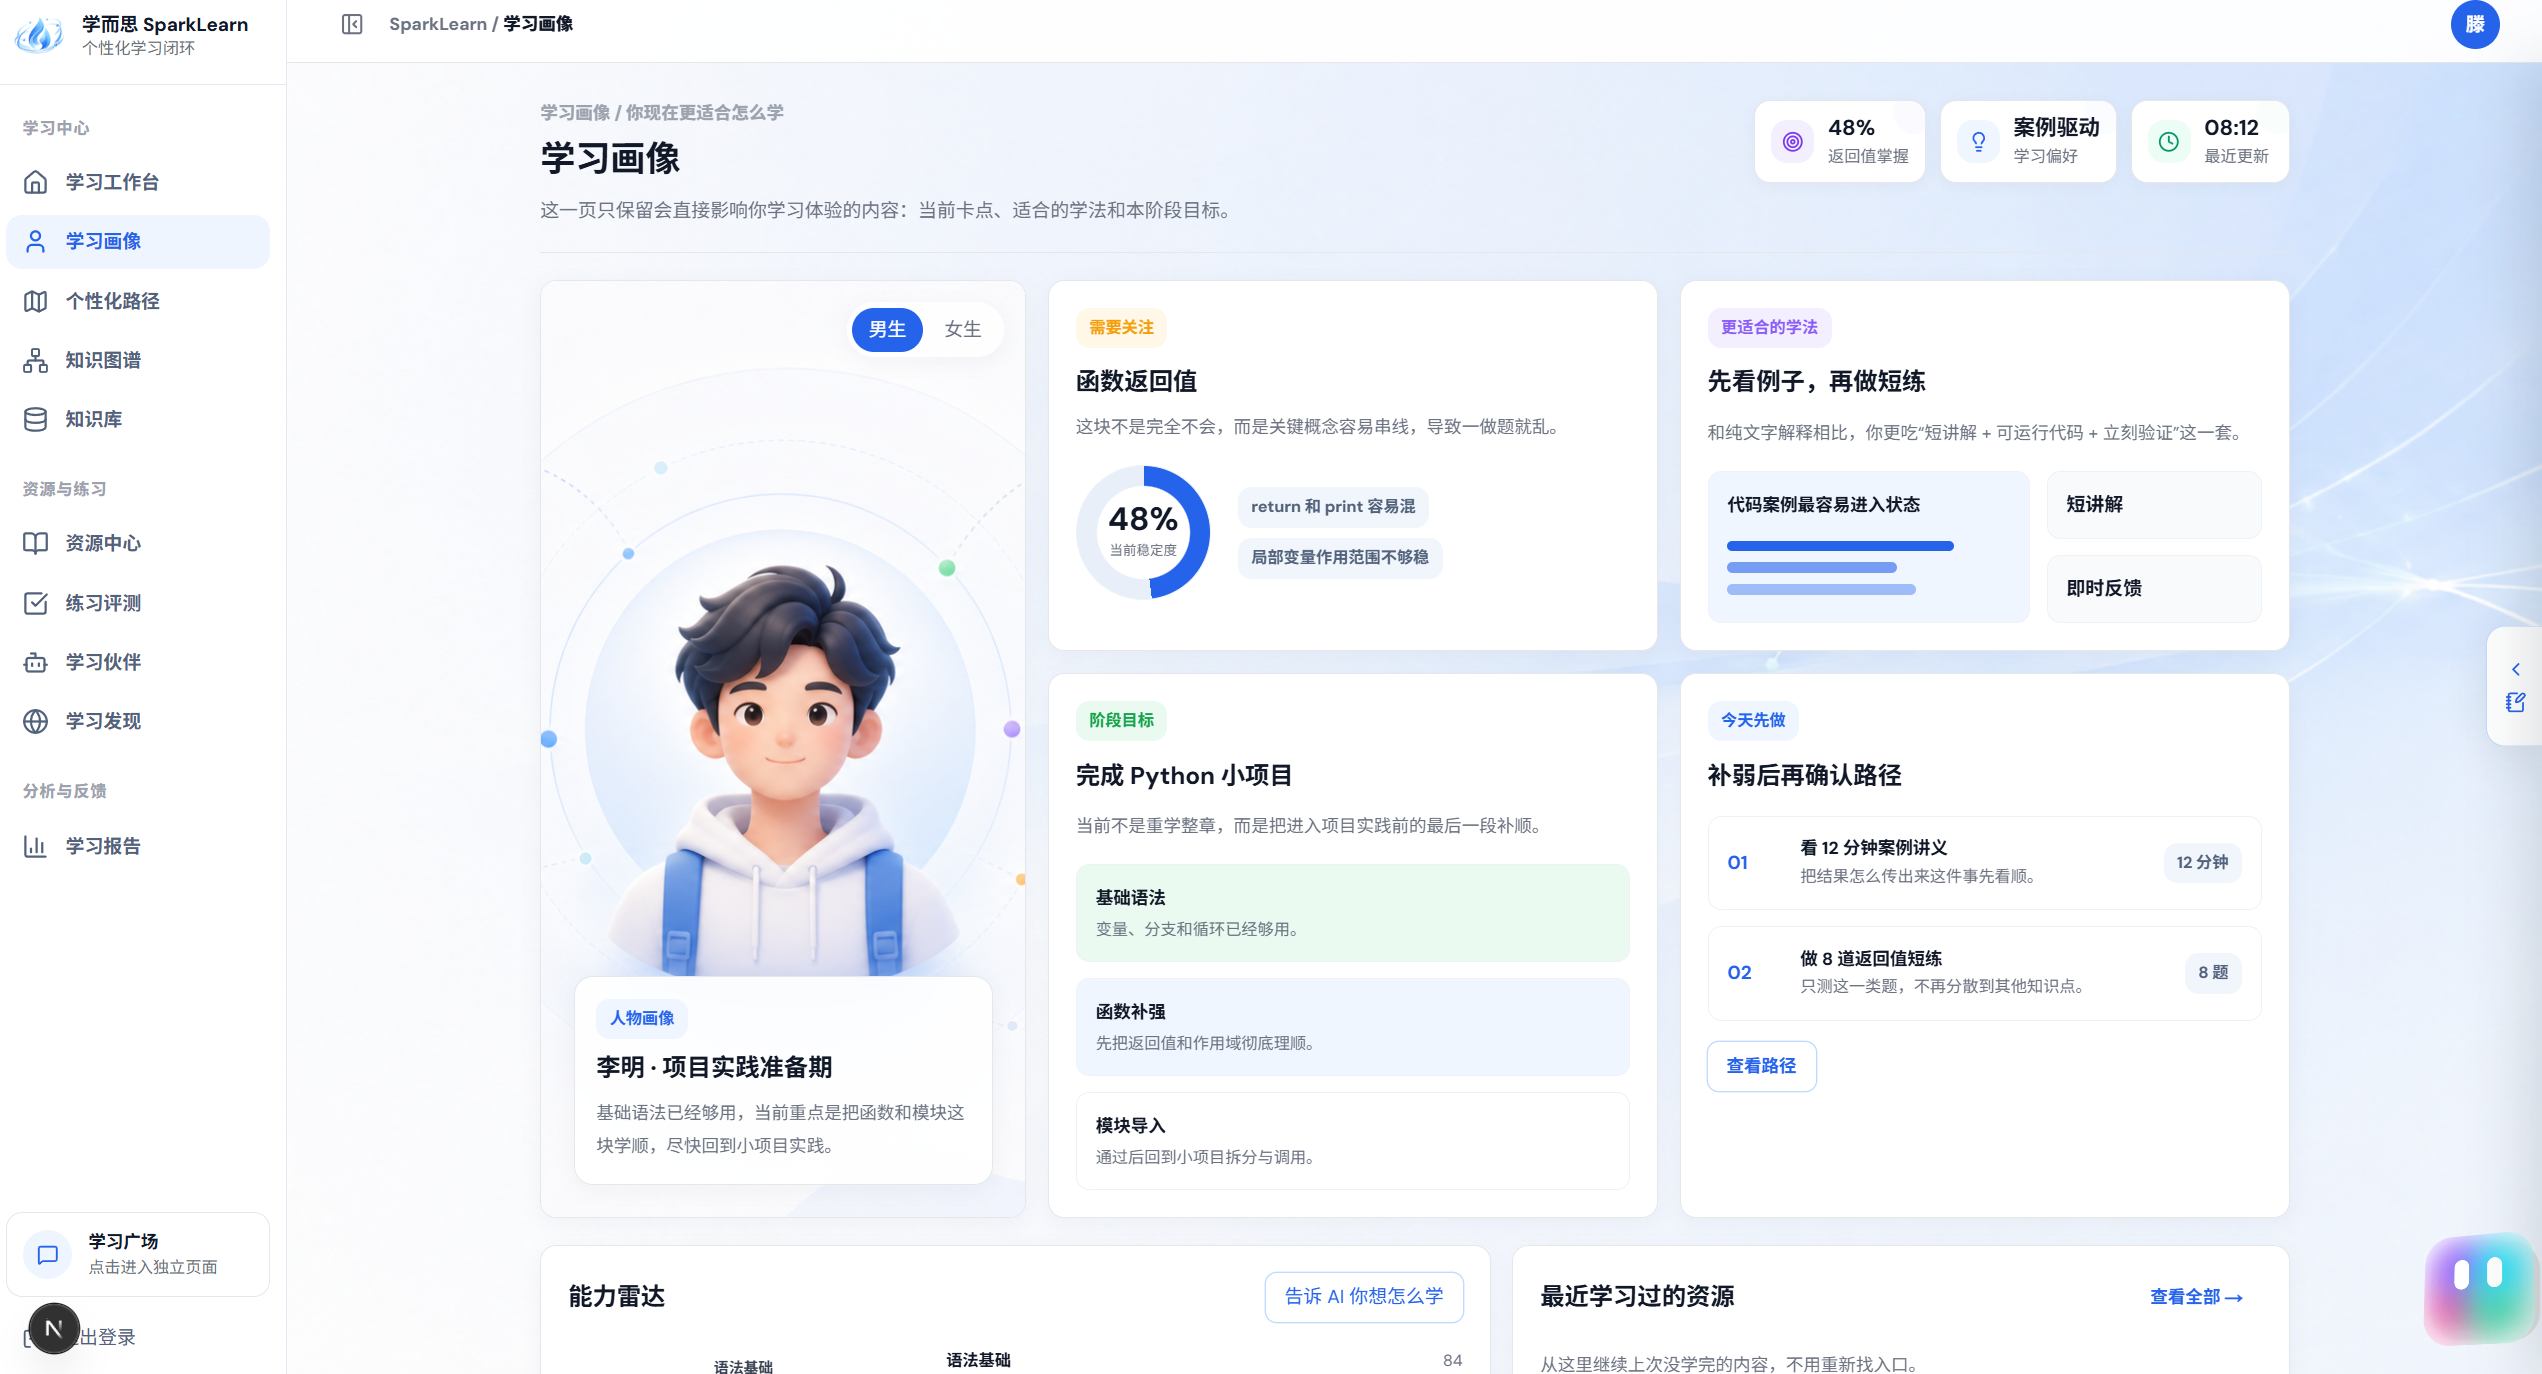 学而思 SparkLearn
个性化学习闭环
学习中心
学习工作台
学习画像
个性化路径
知识图谱
知识库
资源与练习
资源中心
练习评测
学习伙伴
学习发现
分析与反馈
学习报告
学习广场
点击进入独立页面
N
出登录
SparkLearn / 学习画像
滕
学习画像 / 你现在更适合怎么学
学习画像
这一页只保留会直接影响你学习体验的内容：当前卡点、适合的学法和本阶段目标。
48%
返回值掌握
案例驱动
学习偏好
08:12
最近更新
男生
女生
人物画像
李明 · 项目实践准备期
基础语法已经够用，当前重点是把函数和模块这
块学顺，尽快回到小项目实践。
需要关注
函数返回值
这块不是完全不会，而是关键概念容易串线，导致一做题就乱。
48%
当前稳定度
return 和 print 容易混
局部变量作用范围不够稳
更适合的学法
先看例子，再做短练
和纯文字解释相比，你更吃“短讲解 + 可运行代码 + 立刻验证”这一套。
代码案例最容易进入状态
短讲解
即时反馈
阶段目标
完成 Python 小项目
当前不是重学整章，而是把进入项目实践前的最后一段补顺。
基础语法
变量、分支和循环已经够用。
函数补强
先把返回值和作用域彻底理顺。
模块导入
通过后回到小项目拆分与调用。
今天先做
补弱后再确认路径
01
看 12 分钟案例讲义
把结果怎么传出来这件事先看顺。
12 分钟
02
做 8 道返回值短练
只测这一类题，不再分散到其他知识点。
8 题
查看路径
能力雷达
告诉 AI 你想怎么学
语法基础
语法基础
84
最近学习过的资源
查看全部 →
从这里继续上次没学完的内容，不用重新找入口。